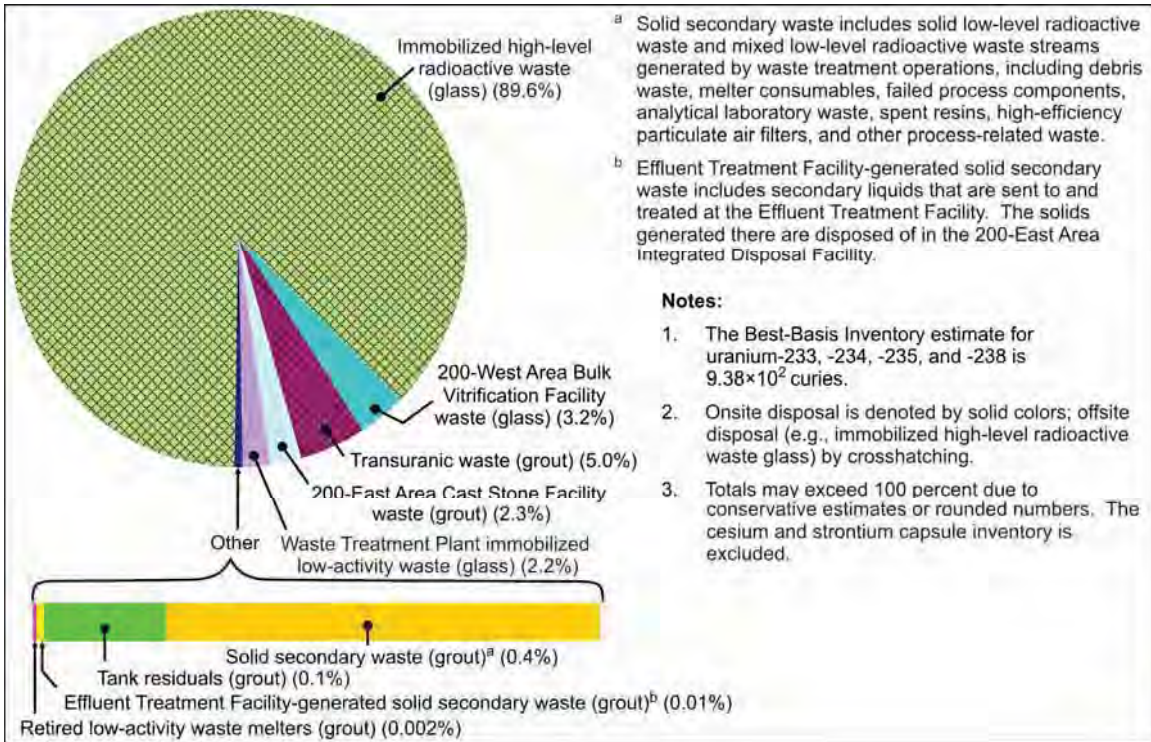 Immobilized high-level
radioactive waste
(glass) (89.6%)
200-West Area Bulk
Vitrification Facility
waste (glass) (3.2%)
Transuranic waste (grout) (5.0%)
200-East Area Cast Stone Facility
waste (grout) (2.3%)
Waste Treatment Plant immobilized
low-activity waste (glass) (2.2%)
Other
Solid secondary waste (grout)ᵃ (0.4%)
Tank residuals (grout) (0.1%)
Effluent Treatment Facility-generated solid secondary waste (grout)ᵇ (0.01%)
Retired low-activity waste melters (grout) (0.002%)
ᵃ Solid secondary waste includes solid low-level radioactive
waste and mixed low-level radioactive waste streams
generated by waste treatment operations, including debris
waste, melter consumables, failed process components,
analytical laboratory waste, spent resins, high-efficiency
particulate air filters, and other process-related waste.
ᵇ Effluent Treatment Facility-generated solid secondary
waste includes secondary liquids that are sent to and
treated at the Effluent Treatment Facility. The solids
generated there are disposed of in the 200-East Area
Integrated Disposal Facility.
Notes:
1. The Best-Basis Inventory estimate for
uranium-233, -234, -235, and -238 is
9.38×10² curies.
2. Onsite disposal is denoted by solid colors; offsite
disposal (e.g., immobilized high-level radioactive
waste glass) by crosshatching.
3. Totals may exceed 100 percent due to
conservative estimates or rounded numbers. The
cesium and strontium capsule inventory is
excluded.